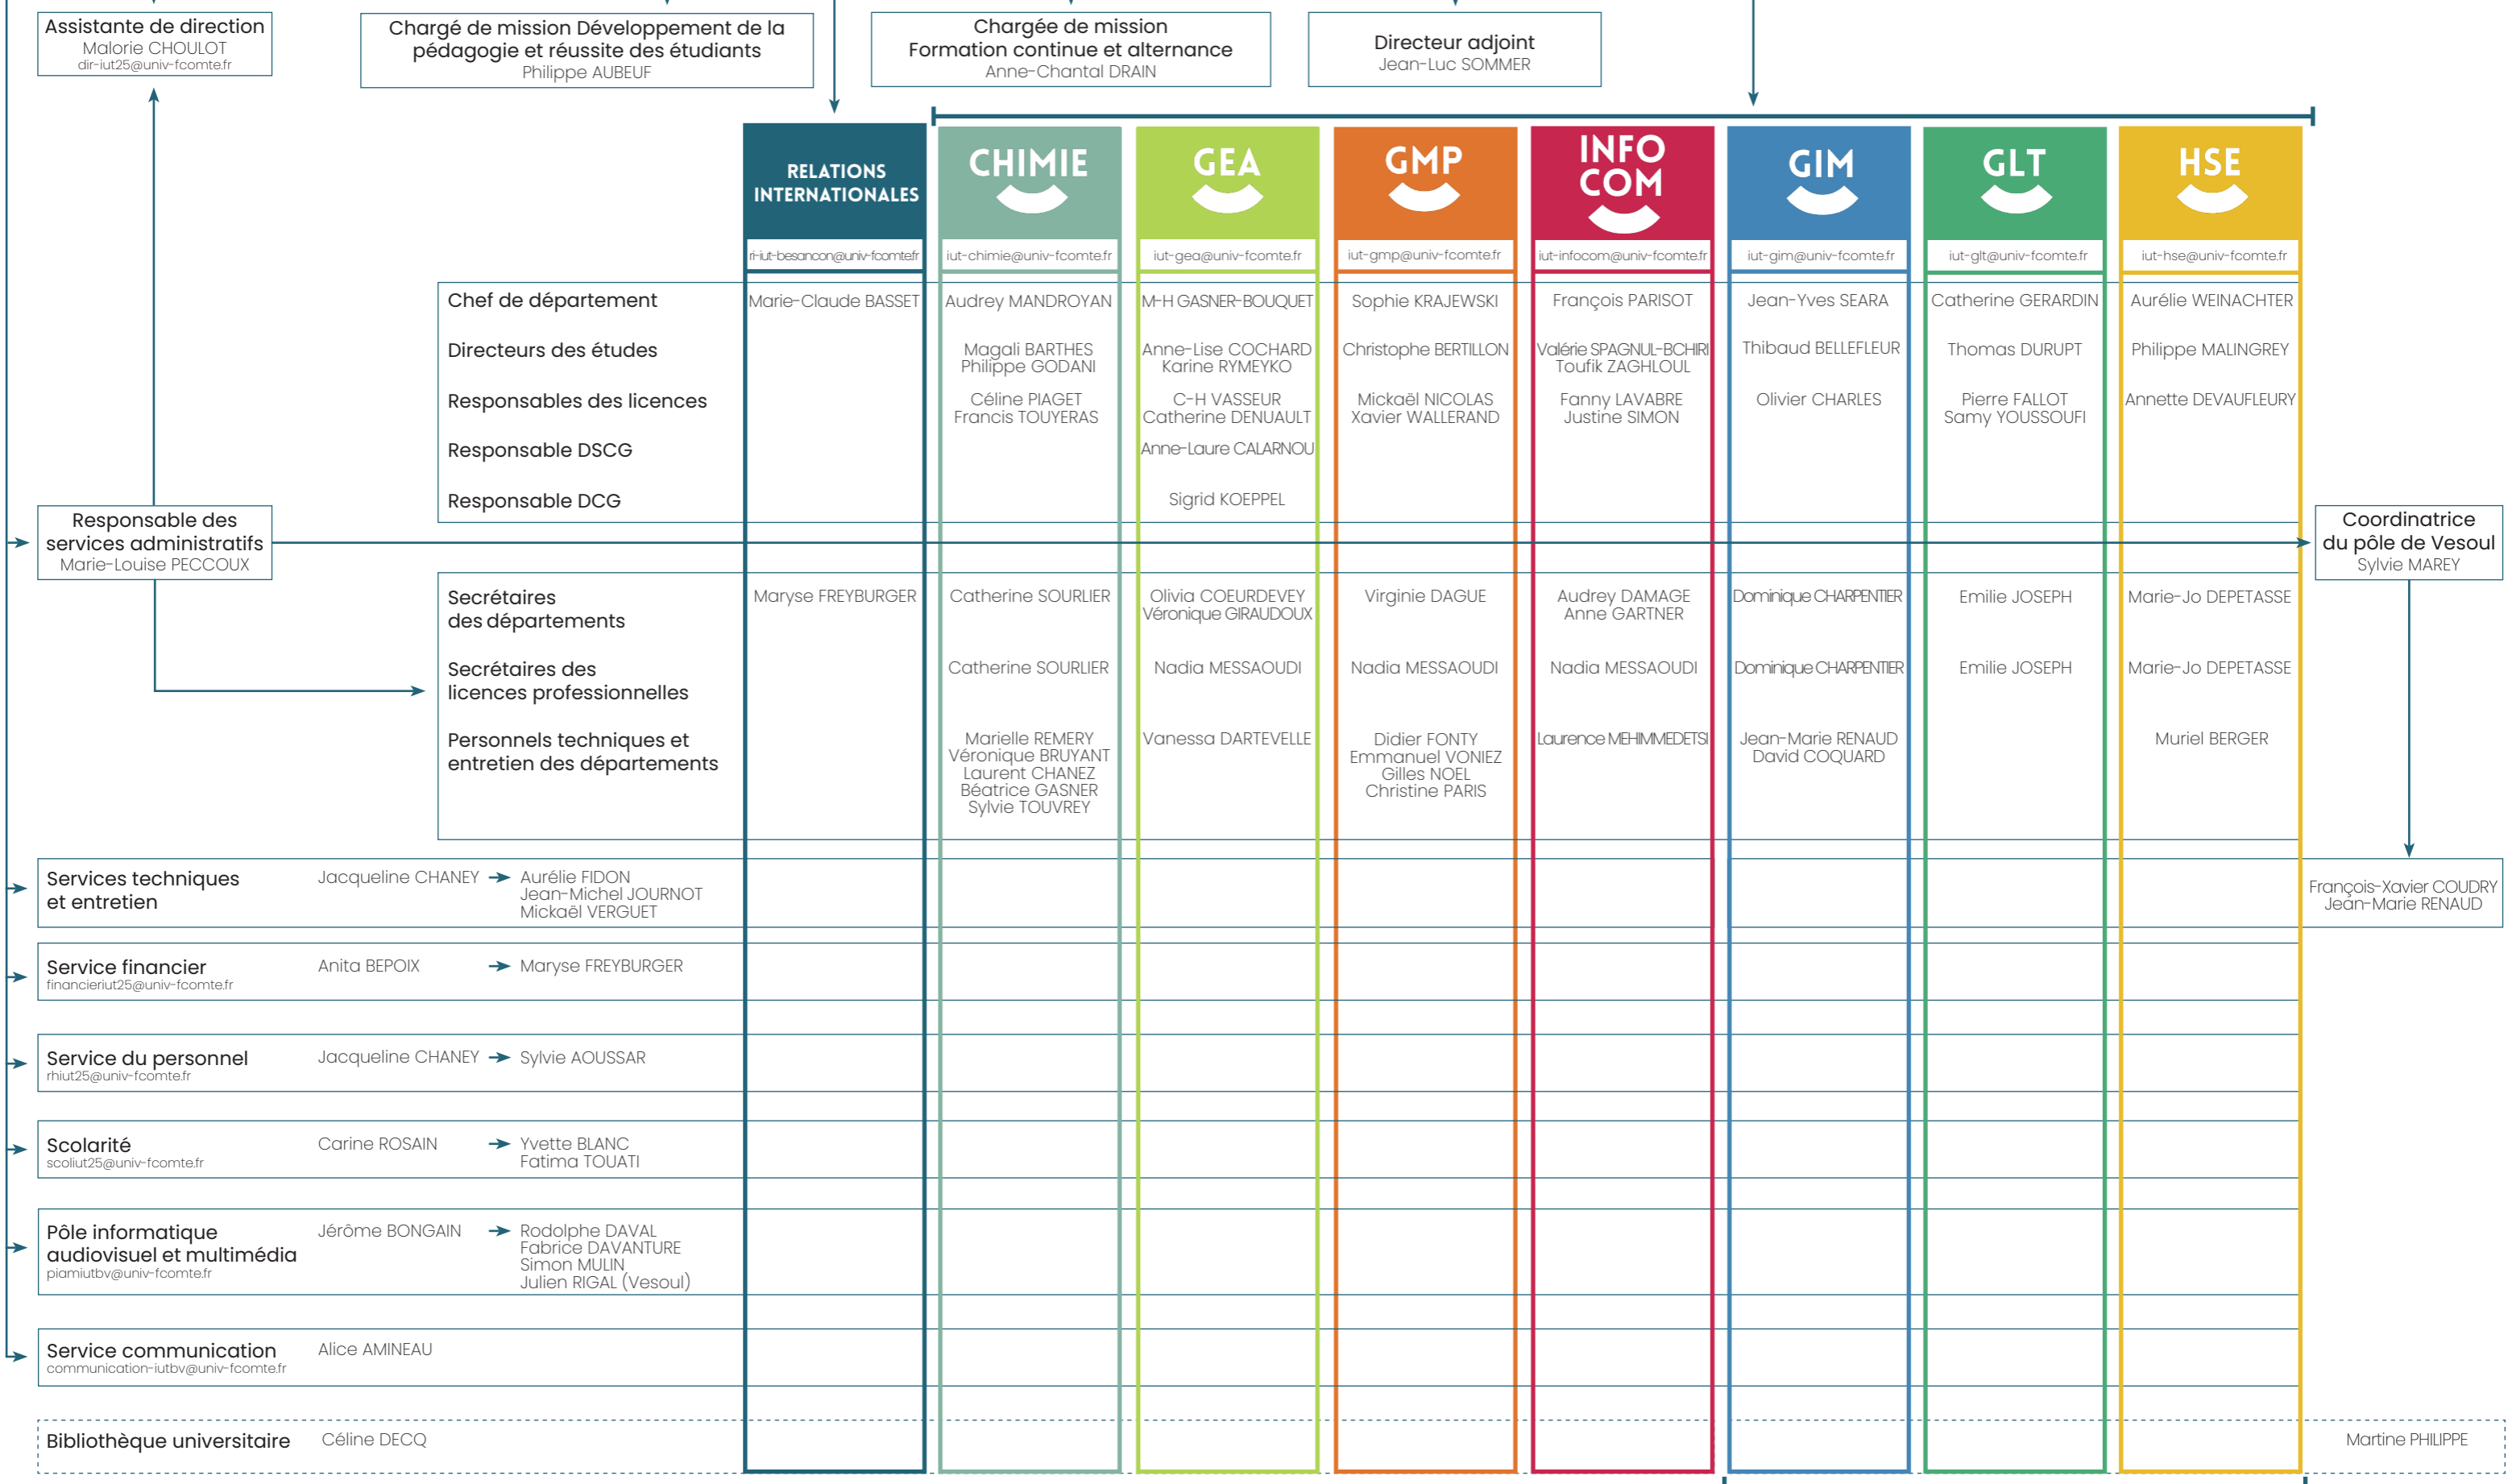 Assistante de direction
Malorie CHOULOT
dir-iut25@univ-fcomte.fr
Chargé de mission Développement de la
pédagogie et réussite des étudiants
Philippe AUBEUF
Chargée de mission
Formation continue et alternance
Anne-Chantal DRAIN
Directeur adjoint
Jean-Luc SOMMER
RELATIONS
INTERNATIONALES
CHIMIE
GEA
GMP
INFO
COM
GIM
GLT
HSE
ri-iut-besancon@univ-fcomte.fr
iut-chimie@univ-fcomte.fr
iut-gea@univ-fcomte.fr
iut-gmp@univ-fcomte.fr
iut-infocom@univ-fcomte.fr
iut-gim@univ-fcomte.fr
iut-glt@univ-fcomte.fr
iut-hse@univ-fcomte.fr
Chef de département
Marie-Claude BASSET
Audrey MANDROYAN
M-H GASNER-BOUQUET
Sophie KRAJEWSKI
François PARISOT
Jean-Yves SEARA
Catherine GERARDIN
Aurélie WEINACHTER
Directeurs des études
Magali BARTHES
Philippe GODANI
Anne-Lise COCHARD
Karine RYMEYKO
Christophe BERTILLON
Valérie SPAGNUL-BCHIRI
Toufik ZAGHLOUL
Thibaud BELLEFLEUR
Thomas DURUPT
Philippe MALINGREY
Responsables des licences
Céline PIAGET
Francis TOUYERAS
C-H VASSEUR
Catherine DENUAULT
Mickaël NICOLAS
Xavier WALLERAND
Fanny LAVABRE
Justine SIMON
Olivier CHARLES
Pierre FALLOT
Samy YOUSSOUFI
Annette DEVAUFLEURY
Responsable DSCG
Anne-Laure CALARNOU
Responsable DCG
Sigrid KOEPPEL
Responsable des
services administratifs
Marie-Louise PECCOUX
Coordinatrice
du pôle de Vesoul
Sylvie MAREY
Secrétaires
des départements
Maryse FREYBURGER
Catherine SOURLIER
Olivia COEURDEVEY
Véronique GIRAUDOUX
Virginie DAGUE
Audrey DAMAGE
Anne GARTNER
Dominique CHARPENTIER
Emilie JOSEPH
Marie-Jo DEPETASSE
Secrétaires des
licences professionnelles
Catherine SOURLIER
Nadia MESSAOUDI
Nadia MESSAOUDI
Nadia MESSAOUDI
Dominique CHARPENTIER
Emilie JOSEPH
Marie-Jo DEPETASSE
Personnels techniques et
entretien des départements
Marielle REMERY
Véronique BRUYANT
Laurent CHANEZ
Béatrice GASNER
Sylvie TOUVREY
Vanessa DARTEVELLE
Didier FONTY
Emmanuel VONIEZ
Gilles NOEL
Christine PARIS
Laurence MEHIMMEDETSI
Jean-Marie RENAUD
David COQUARD
Muriel BERGER
Services techniques
et entretien
Jacqueline CHANEY
Aurélie FIDON
Jean-Michel JOURNOT
Mickaël VERGUET
François-Xavier COUDRY
Jean-Marie RENAUD
Service financier
financieriut25@univ-fcomte.fr
Anita BEPOIX
Maryse FREYBURGER
Service du personnel
rhiut25@univ-fcomte.fr
Jacqueline CHANEY
Sylvie AOUSSAR
Scolarité
scoliut25@univ-fcomte.fr
Carine ROSAIN
Yvette BLANC
Fatima TOUATI
Pôle informatique
audiovisuel et multimédia
piamiutbv@univ-fcomte.fr
Jérôme BONGAIN
Rodolphe DAVAL
Fabrice DAVANTURE
Simon MULIN
Julien RIGAL (Vesoul)
Service communication
communication-iutbv@univ-fcomte.fr
Alice AMINEAU
Bibliothèque universitaire
Céline DECQ
Martine PHILIPPE